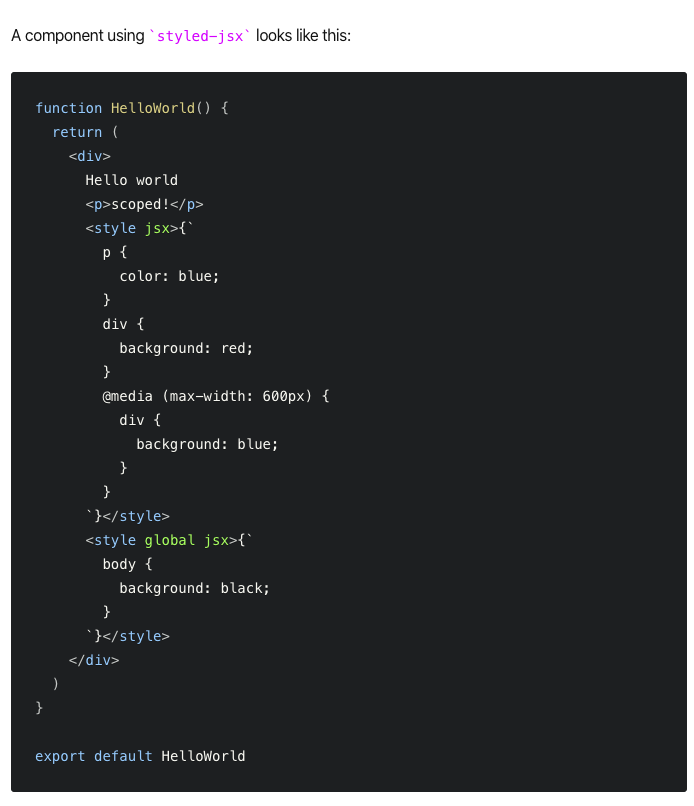 A component using `styled-jsx` looks like this:
function HelloWorld() {
  return (
    <div>
      Hello world
      <p>scoped!</p>
      <style jsx>{`
        p {
          color: blue;
        }
        div {
          background: red;
        }
        @media (max-width: 600px) {
          div {
            background: blue;
          }
        }
      `}</style>
      <style global jsx>{`
        body {
          background: black;
        }
      `}</style>
    </div>
  )
}
export default HelloWorld